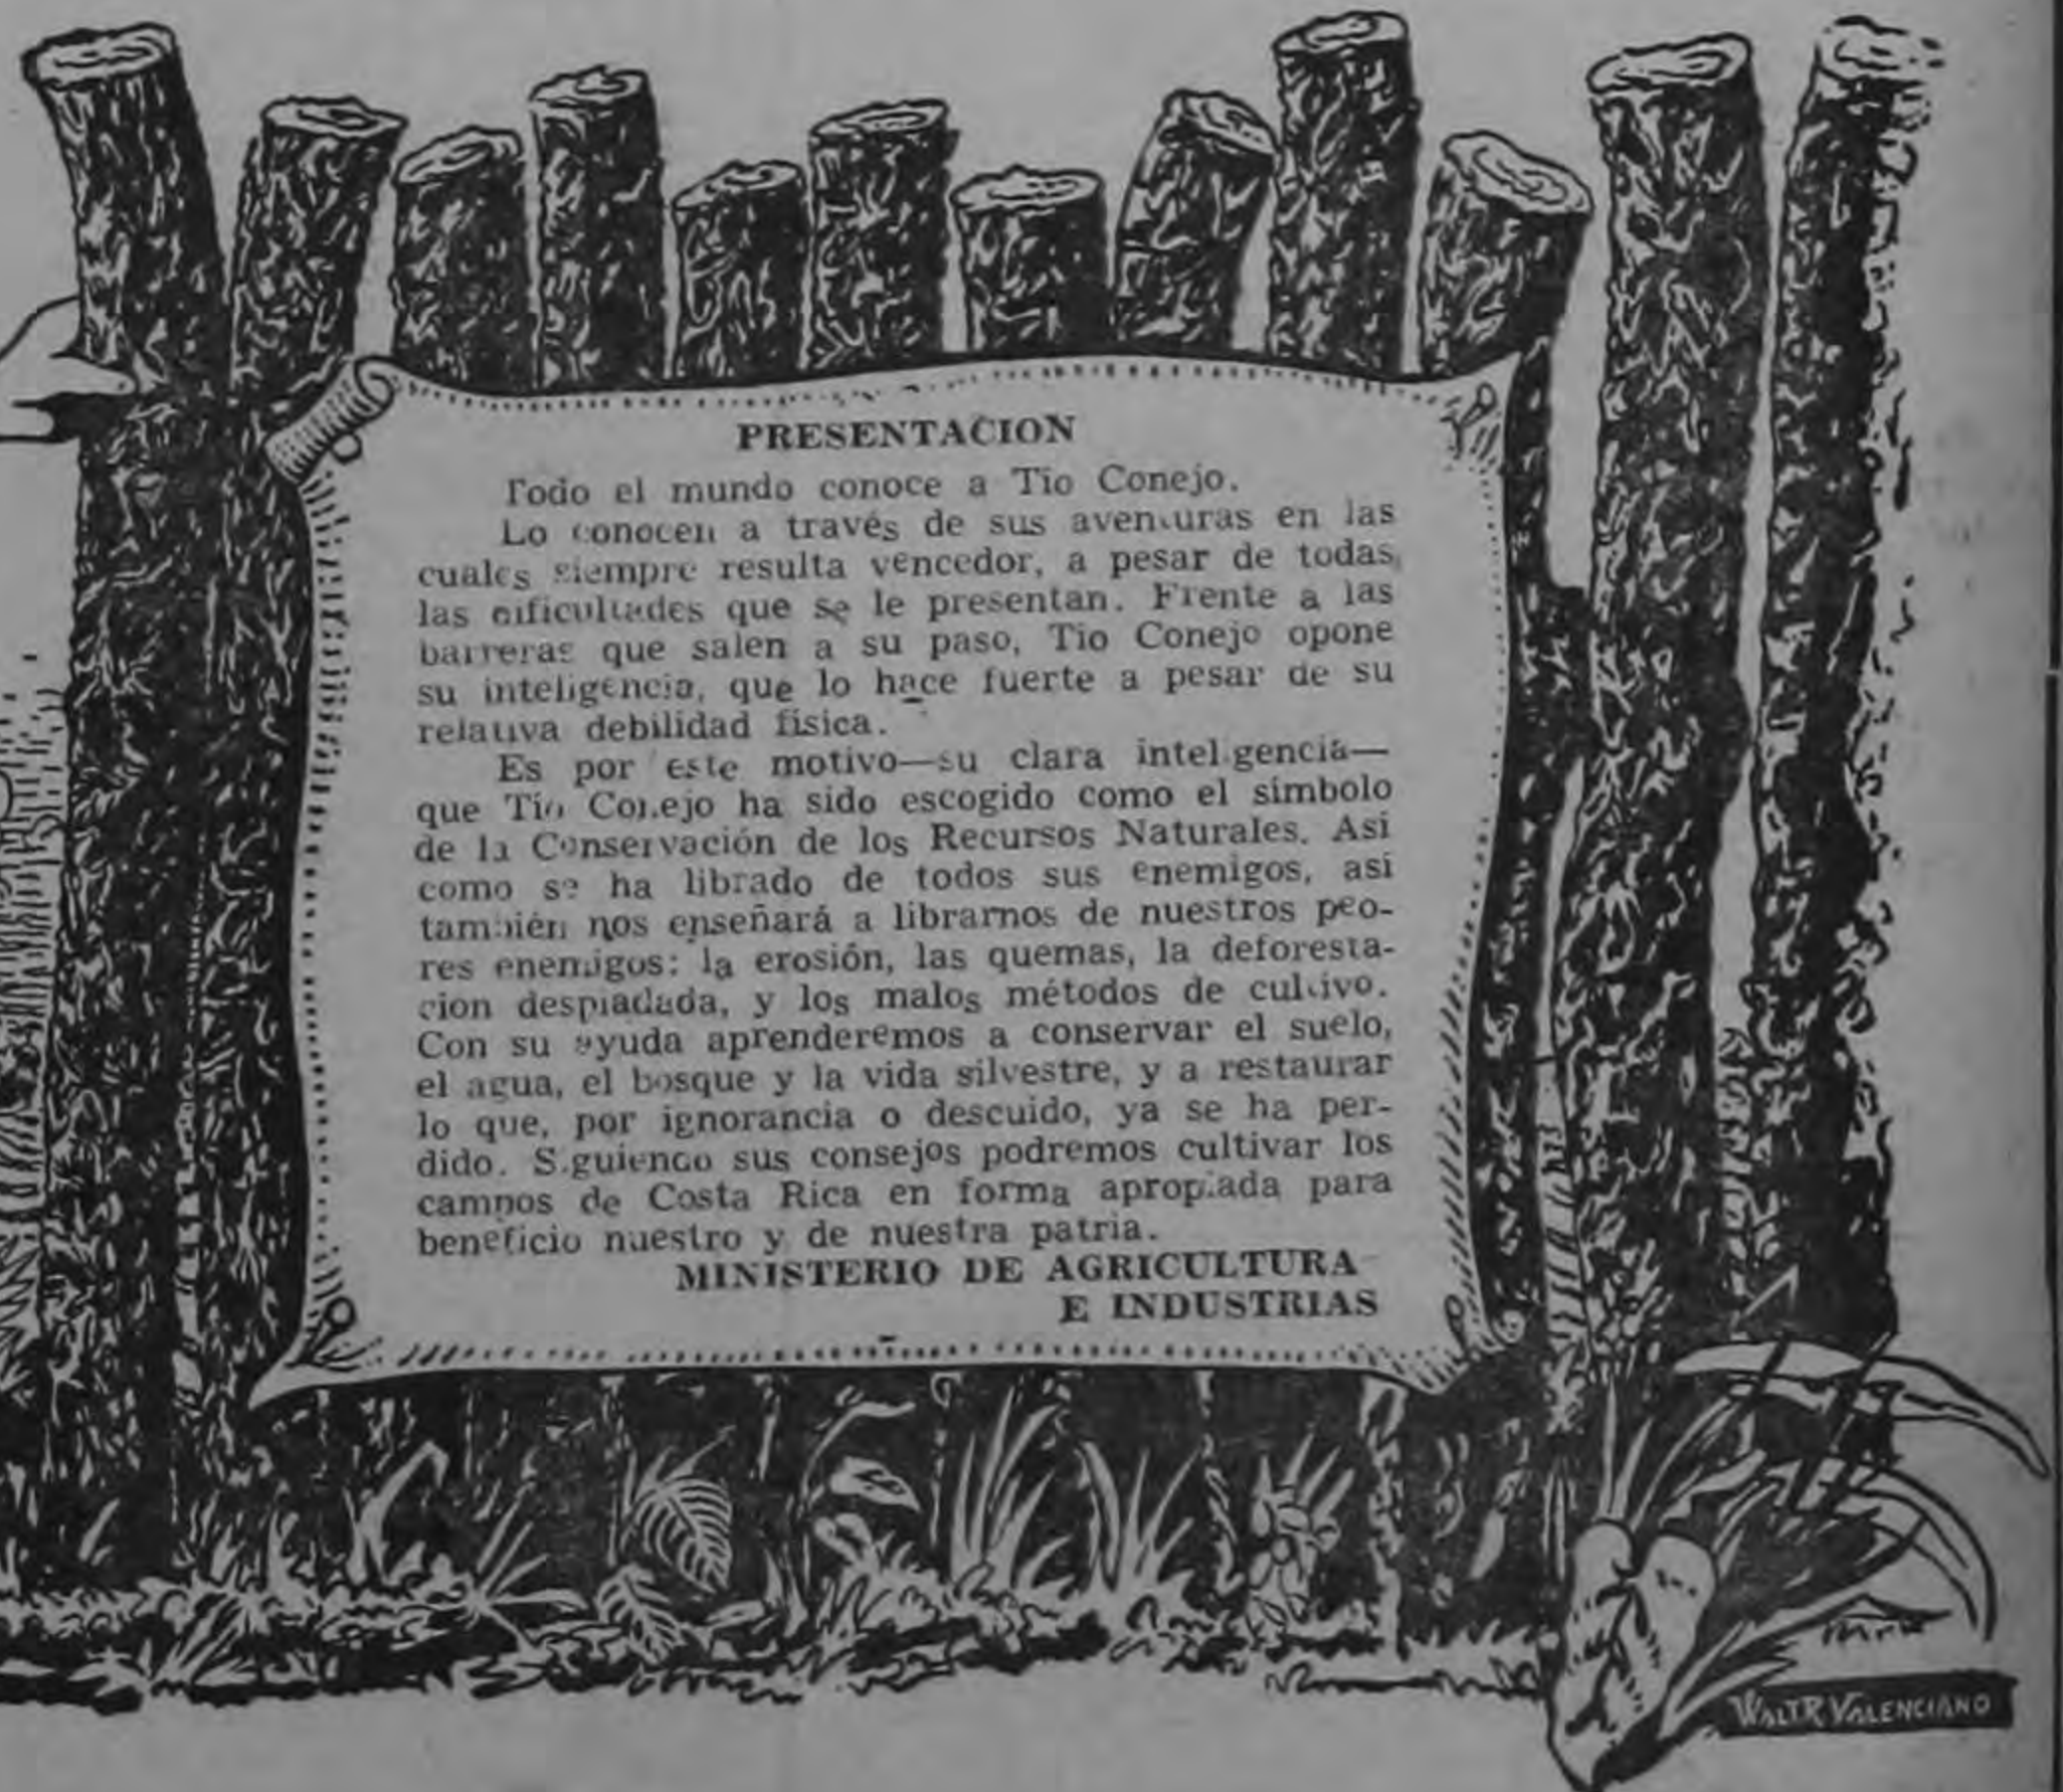 PRESENTACION
Todo el mundo conoce a Tío Conejo.
Lo conocen a través de sus aventuras en las
cuales siempre resulta vencedor, a pesar de todas
las dificultades que se le presentan. Frente a las
barreras que salen a su paso, Tío Conejo opone
su inteligencia, que lo hace fuerte a pesar de su
relativa debilidad física.
Es por este motivo—su clara inteligencia—
que Tío Conejo ha sido escogido como el símbolo
de la Conservación de los Recursos Naturales. Así
como se ha librado de todos sus enemigos, así
también nos enseñará a librarnos de nuestros peo-
res enemigos: la erosión, las quemas, la deforesta-
cion despiadada, y los malos métodos de cultivo.
Con su ayuda aprenderemos a conservar el suelo,
el agua, el bosque y la vida silvestre, y a restaurar
lo que, por ignorancia o descuido, ya se ha per-
dido. Siguiendo sus consejos podremos cultivar los
campos de Costa Rica en forma apropiada para
beneficio nuestro y de nuestra patria.
MINISTERIO DE AGRICULTURA
E INDUSTRIAS
WALT.R. VALENCIANO